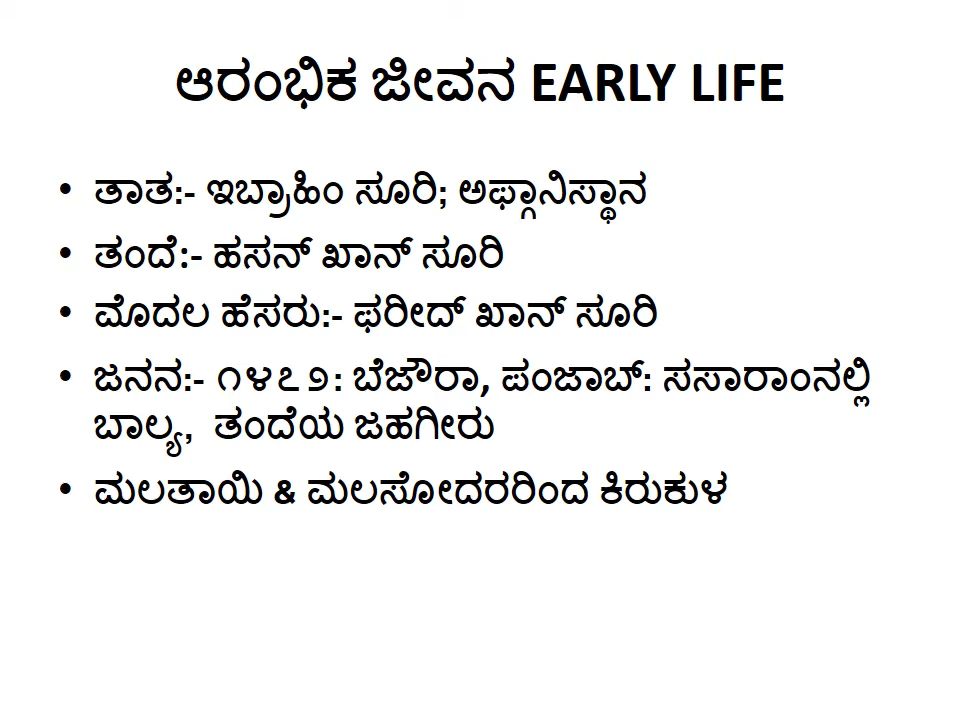 ಆರಂಭಿಕ ಜೀವನ EARLY LIFE
• ತಾತ:- ಇಬ್ರಾಹಿಂ ಸೂರಿ; ಅಫ್ಗಾನಿಸ್ಥಾನ
• ತಂದೆ:- ಹಸನ್ ಖಾನ್ ಸೂರಿ
• ಮೊದಲ ಹೆಸರು:- ಫರೀದ್ ಖಾನ್ ಸೂರಿ
• ಜನನ:- ೧೪೭೨: ಬೆಜೌರಾ, ಪಂಜಾಬ್: ಸಸಾರಾಂನಲ್ಲಿ
ಬಾಲ್ಯ, ತಂದೆಯ ಜಹಗೀರು
• ಮಲತಾಯಿ & ಮಲಸೋದರರಿಂದ ಕಿರುಕುಳ